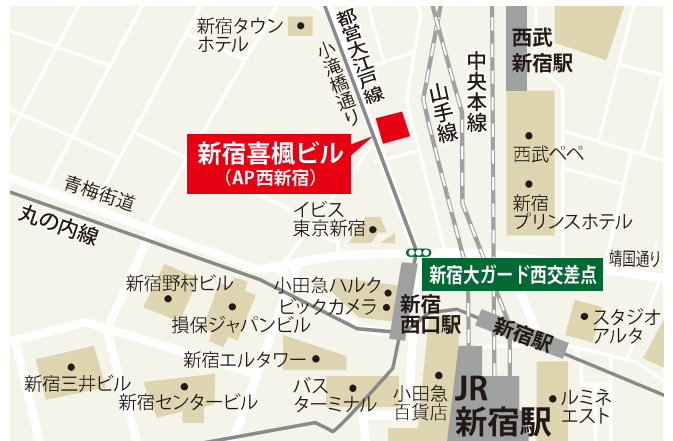 新宿タウン
ホテル
都営大江戸線
小滝橋通り
山手線
中央本線
西武
新宿駅
新宿喜楓ビル
（AP西新宿）
西武ペペ
新宿
プリンスホテル
青梅街道
丸の内線
イビス
東京新宿
靖国通り
新宿大ガード西交差点
新宿野村ビル
小田急ハルク
ビックカメラ
新宿
西口駅
損保ジャパンビル
新宿駅
スタジオ
アルタ
新宿エルタワー
新宿三井ビル
新宿センタービル
バス
ターミナル
小田急
百貨店
JR
新宿駅
ルミネ
エスト